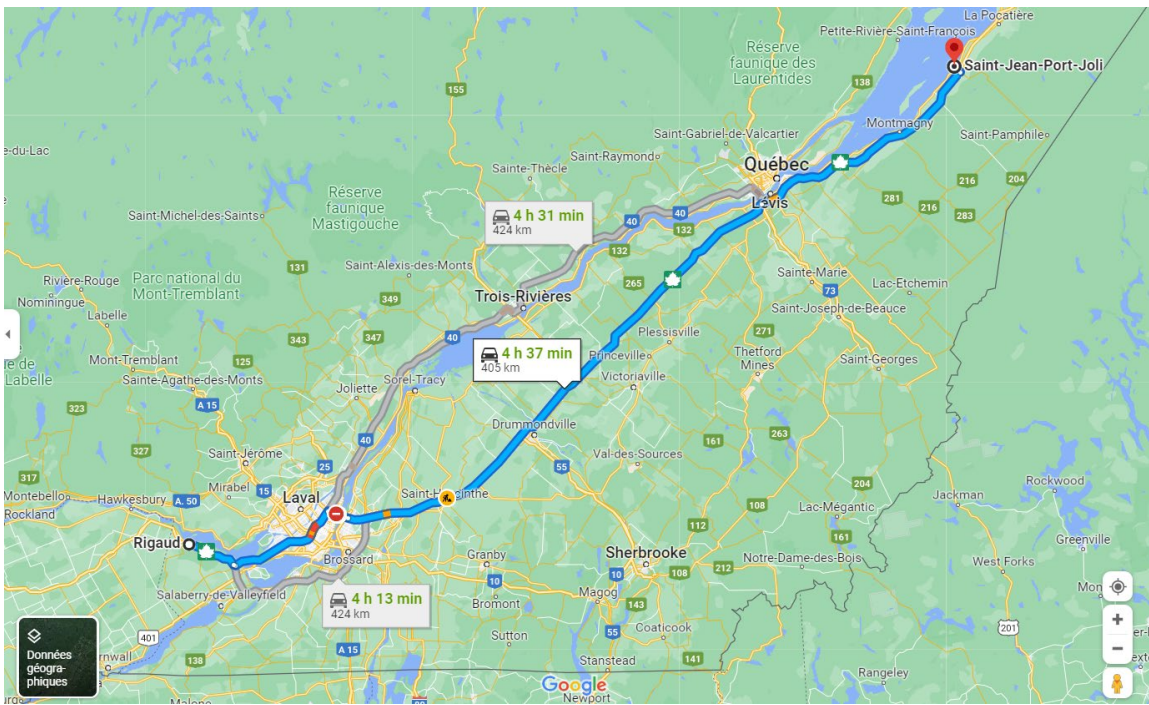 La Pocatière
Petite-Rivière-Saint-François
Réserve
faunique des
Laurentides
Saint-Jean-Port-Joli
138
155
Montmagny
Saint-Gabriel-de-Valcartier
Saint-Pamphile
e-du-Lac
Saint-Raymond
Québec
Sainte-Thècle
204
216
Lévis
281
216
283
Réserve
faunique
Mastigouche
Saint-Michel-des-Saints
4 h 31 min
424 km
40
40
132
132
131
Saint-Alexis-des-Monts
Sainte-Marie
Rivière-Rouge
Parc national du
Mont-Tremblant
265
73
Lac-Etchemin
Nominingue
349
Trois-Rivières
Saint-Joseph-de-Beauce
Labelle
343
347
40
Plessisville
271
4 h 37 min
405 km
Princeville
Thetford
Mines
Saint-Georges
de
Labelle
Mont-Tremblant
125
Sainte-Agathe-des-Monts
Joliette
Sorel-Tracy
Victoriaville
A 15
323
Drummondville
161
263
40
327
Saint-Jérôme
25
55
Val-des-Sources
317
Mirabel
15
204
Rockwood
Montebello
Hawkesbury
A. 50
Laval
Saint-Hyacinthe
108
Lac-Mégantic
Jackman
Rockland
112
161
Greenville
Rigaud
Brossard
Granby
Sherbrooke
Notre-Dame-des-Bois
West Forks
10
10
108
212
Salaberry-de-Valleyfield
4 h 13 min
424 km
Bromont
Magog
143
401
Sutton
55
Coaticook
201
Données
géogra-
phiques
138
A 15
Stanstead
141
Rangeley
Google
Newport
Malone